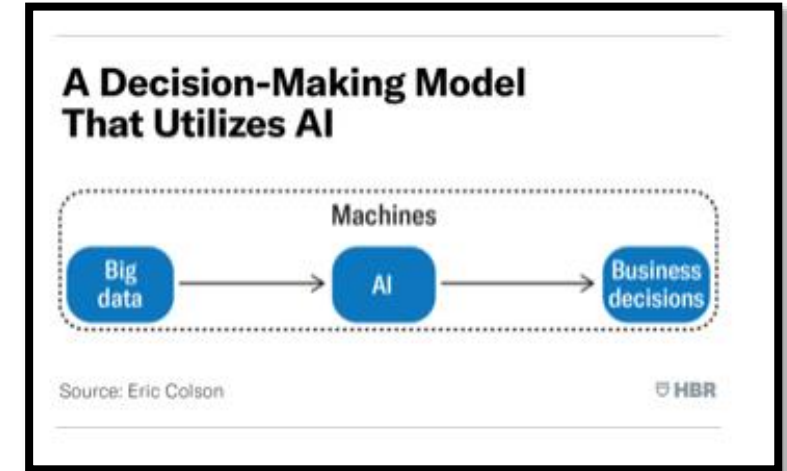 A Decision-Making Model
That Utilizes AI
Machines
Big
data
AI
Business
decisions
Source: Eric Colson
HBR